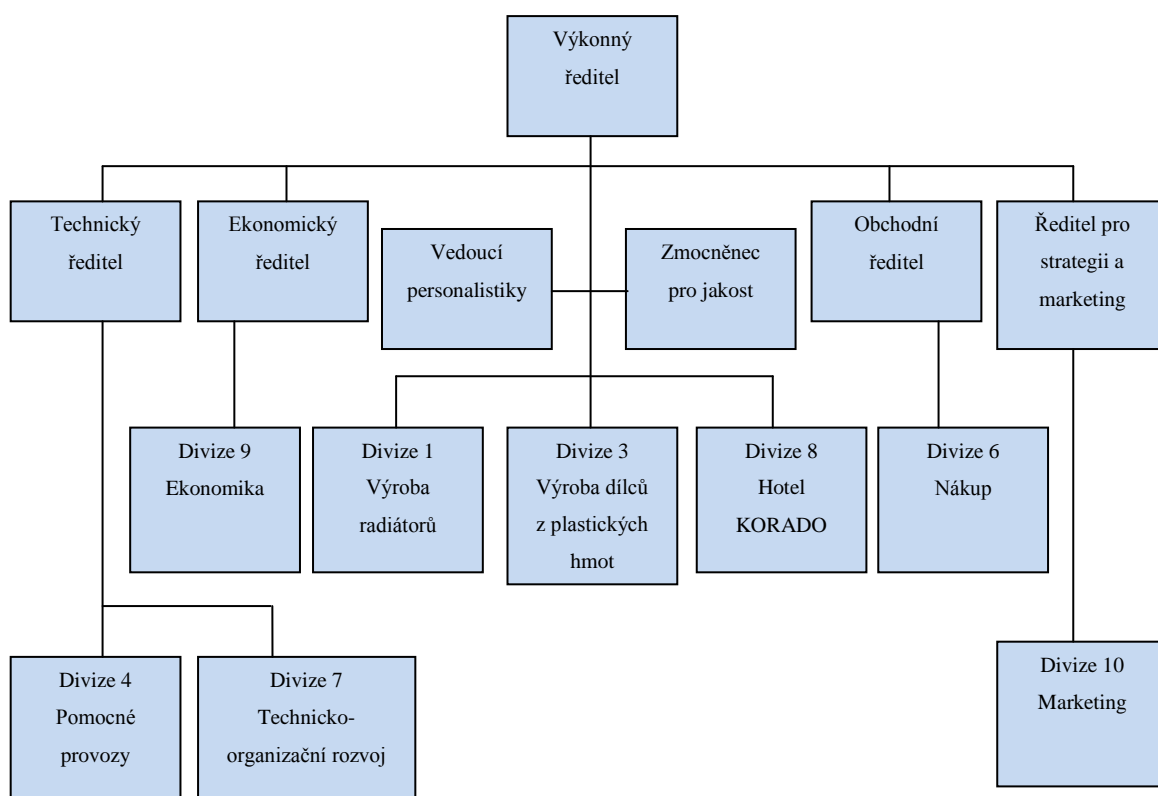 Výkonný
ředitel
Technický
ředitel
Ekonomický
ředitel
Vedoucí
personalistiky
Zmocněnec
pro jakost
Obchodní
ředitel
Ředitel pro
strategii a
marketing
Divize 9
Ekonomika
Divize 1
Výroba
radiátorů
Divize 3
Výroba dílců
z plastických
hmot
Divize 8
Hotel
KORADO
Divize 6
Nákup
Divize 4
Pomocné
provozy
Divize 7
Technicko-
organizační rozvoj
Divize 10
Marketing